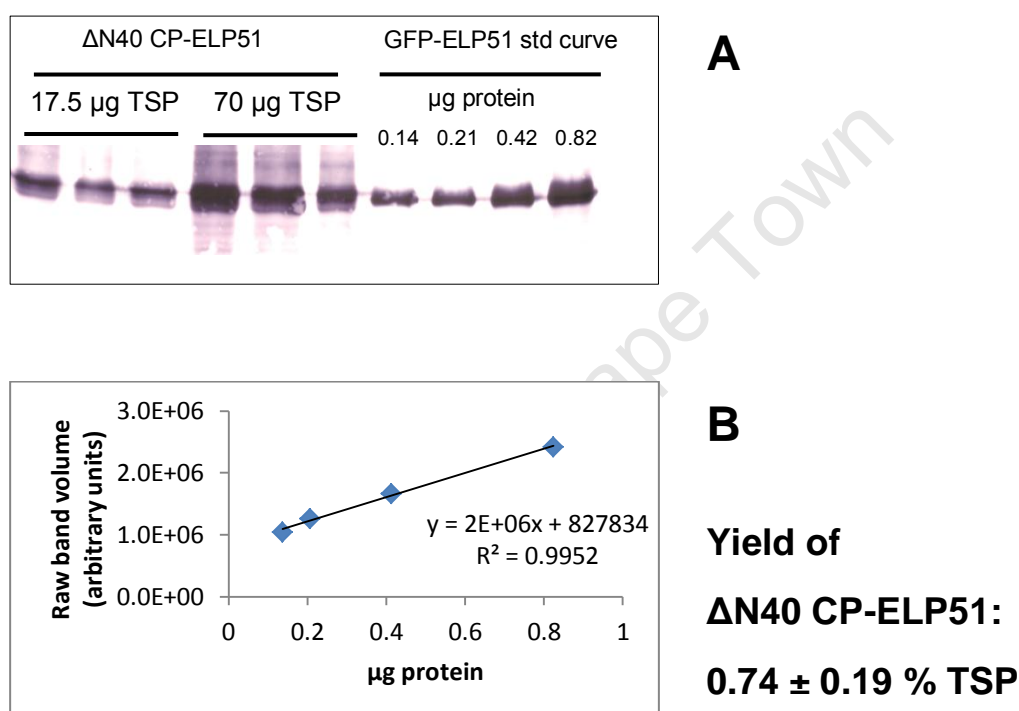 ΔN40 CP-ELP51 GFP-ELP51 std curve
17.5 µg TSP 70 µg TSP µg protein
0.14 0.21 0.42 0.82
A
ape Town
3.0E+06
2.0E+06
1.0E+06
0.0E+00
Raw band volume
(arbitrary units)
y = 2E+06x + 827834
R² = 0.9952
0 0.2 0.4 0.6 0.8 1
µg protein
B
Yield of
ΔN40 CP-ELP51:
0.74 ± 0.19 % TSP